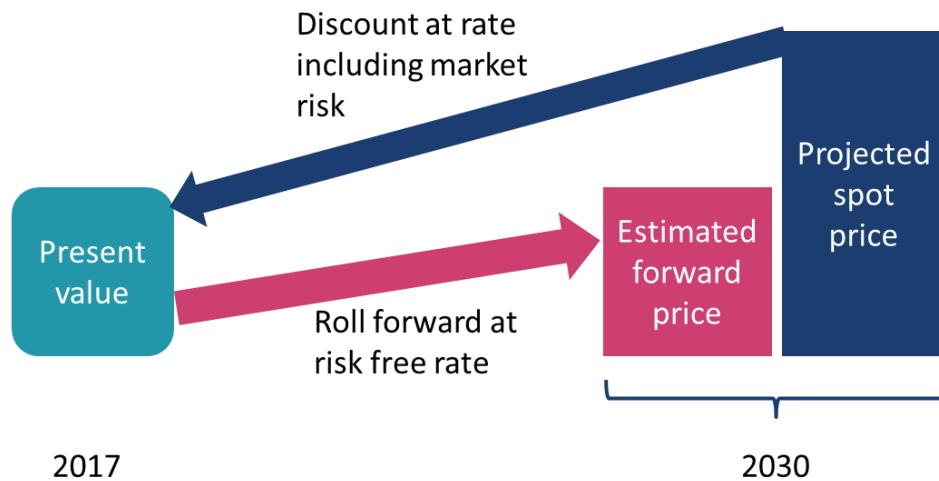 Discount at rate
including market
risk
Projected
spot
price
Present
value
Estimated
forward
price
Roll forward at
risk free rate
2017
2030